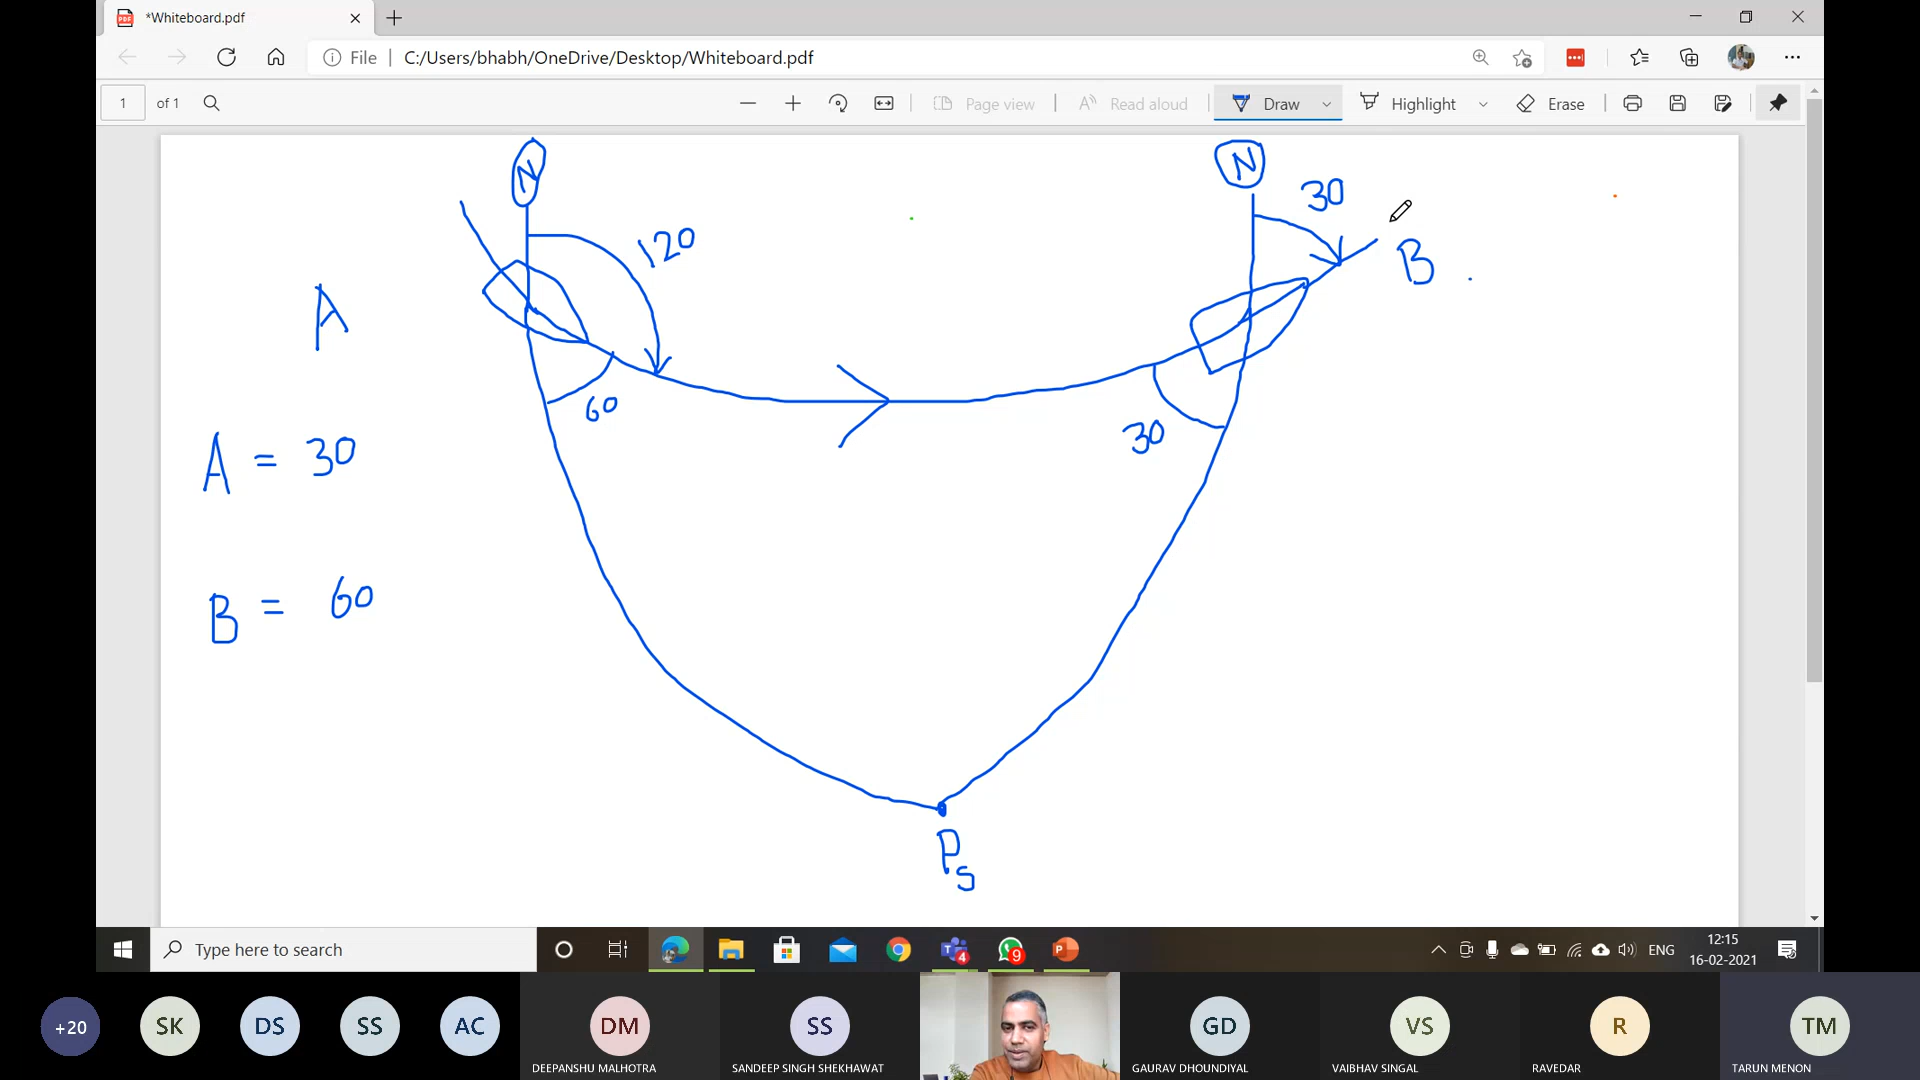 *Whiteboard.pdf
File C:/Users/bhabh/OneDrive/Desktop/Whiteboard.pdf
1 of 1 Page view Read aloud Draw Highlight Erase
N N
30
120
B
A
60
30
A = 30
B = 60
Ps
Type here to search
4 9
ENG
12:15
16-02-2021
+20 SK DS SS AC DM SS GD VS R TM
DEEPANSHU MALHOTRA SANDEEP SINGH SHEKHAWAT GAURAV DHOUNDIYAL VAIBHAV SINGAL RAVEDAR TARUN MENON